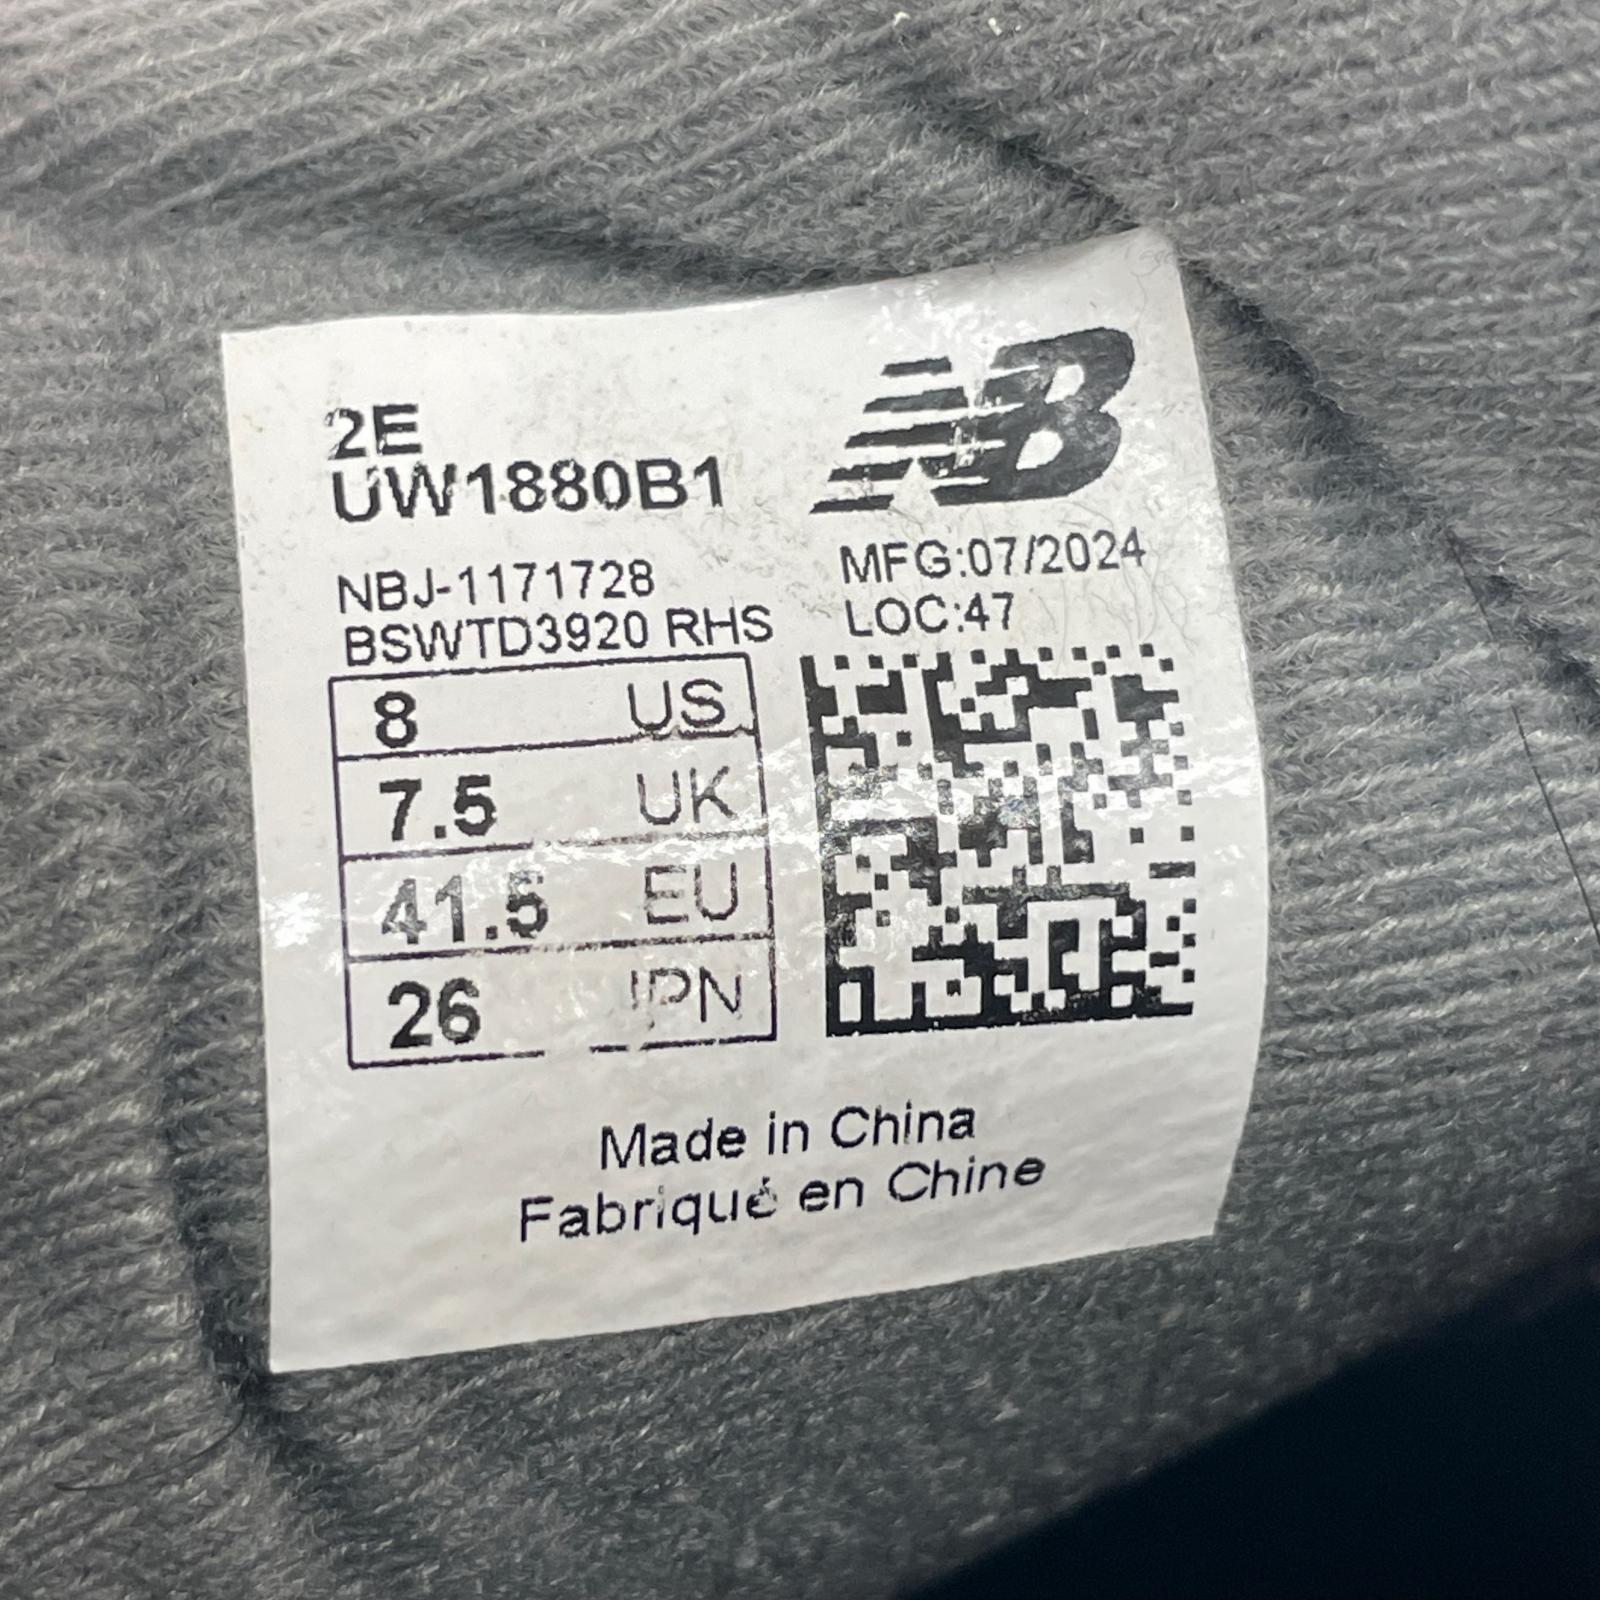 2E
UW1880B1
NB
NBJ-1171728
BSWTD3920 RHS
MFG:07/2024
LOC:47
8 US
7.5 UK
41.5 EU
26 JPN
Made in China
Fabriqué en Chine